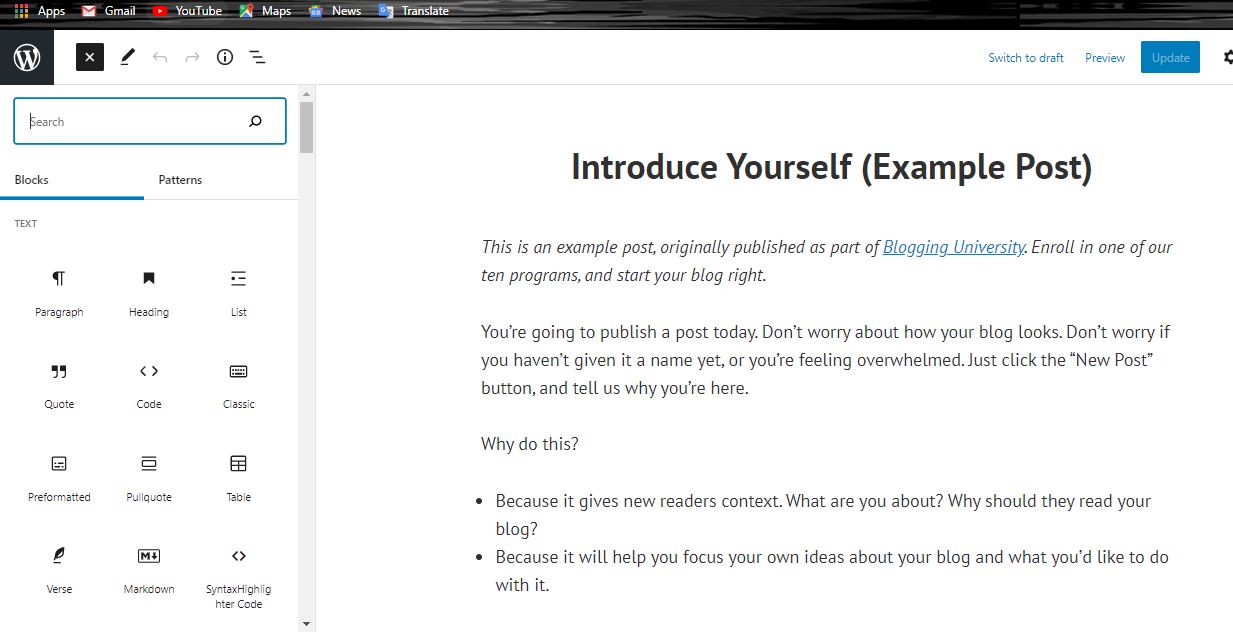 Apps Gmail YouTube Maps News Translate
Switch to draft Preview Update
Search
Blocks Patterns
TEXT
Paragraph Heading List
Quote Code Classic
Preformatted Pullquote Table
Verse Markdown SyntaxHighlig
hter Code
Introduce Yourself (Example Post)
This is an example post, originally published as part of Blogging University. Enroll in one of our
ten programs, and start your blog right.
You’re going to publish a post today. Don’t worry about how your blog looks. Don’t worry if
you haven’t given it a name yet, or you’re feeling overwhelmed. Just click the “New Post”
button, and tell us why you’re here.
Why do this?
• Because it gives new readers context. What are you about? Why should they read your
blog?
• Because it will help you focus your own ideas about your blog and what you’d like to do
with it.